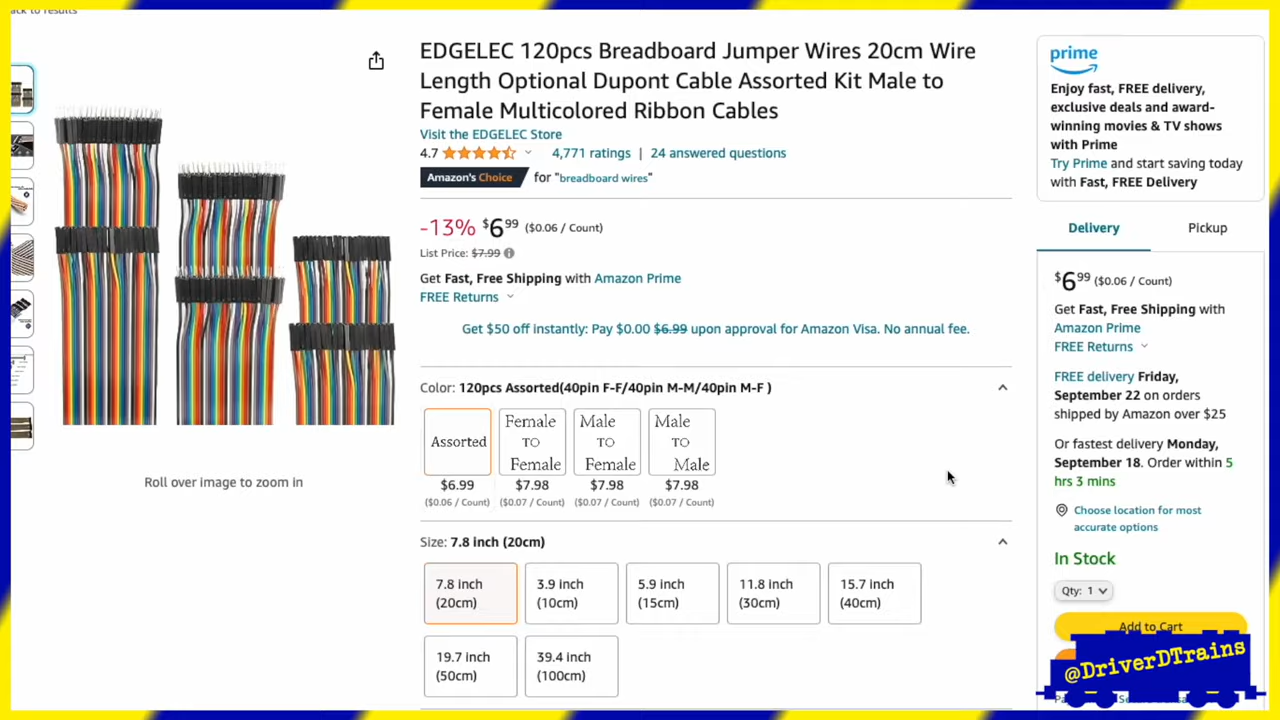 back to results
EDGELEC 120pcs Breadboard Jumper Wires 20cm Wire
Length Optional Dupont Cable Assorted Kit Male to
Female Multicolored Ribbon Cables
Visit the EDGELEC Store
4.7
4,771 ratings | 24 answered questions
Amazon's Choice for "breadboard wires"
-13% $6 99 ($0.06 / Count)
List Price: $7.99
Get Fast, Free Shipping with Amazon Prime
FREE Returns
Get $50 off instantly: Pay $0.00 $6.99 upon approval for Amazon Visa. No annual fee.
Color: 120pcs Assorted(40pin F-F/40pin M-M/40pin M-F )
Assorted
$6.99
($0.06 / Count)
Female
TO
Female
$7.98
($0.07 / Count)
Male
TO
Female
$7.98
($0.07 / Count)
Male
TO
Male
$7.98
($0.07 / Count)
Roll over image to zoom in
Size: 7.8 inch (20cm)
7.8 inch
(20cm)
3.9 inch
(10cm)
5.9 inch
(15cm)
11.8 inch
(30cm)
15.7 inch
(40cm)
19.7 inch
(50cm)
39.4 inch
(100cm)
prime
Enjoy fast, FREE delivery,
exclusive deals and award-
winning movies & TV shows
with Prime
Try Prime and start saving today
with Fast, FREE Delivery
Delivery
Pickup
$6 99 ($0.06 / Count)
Get Fast, Free Shipping with
Amazon Prime
FREE Returns
FREE delivery Friday,
September 22 on orders
shipped by Amazon over $25
Or fastest delivery Monday,
September 18. Order within 5
hrs 3 mins
Choose location for most
accurate options
In Stock
Qty: 1
Add to Cart
@DriverDTrains